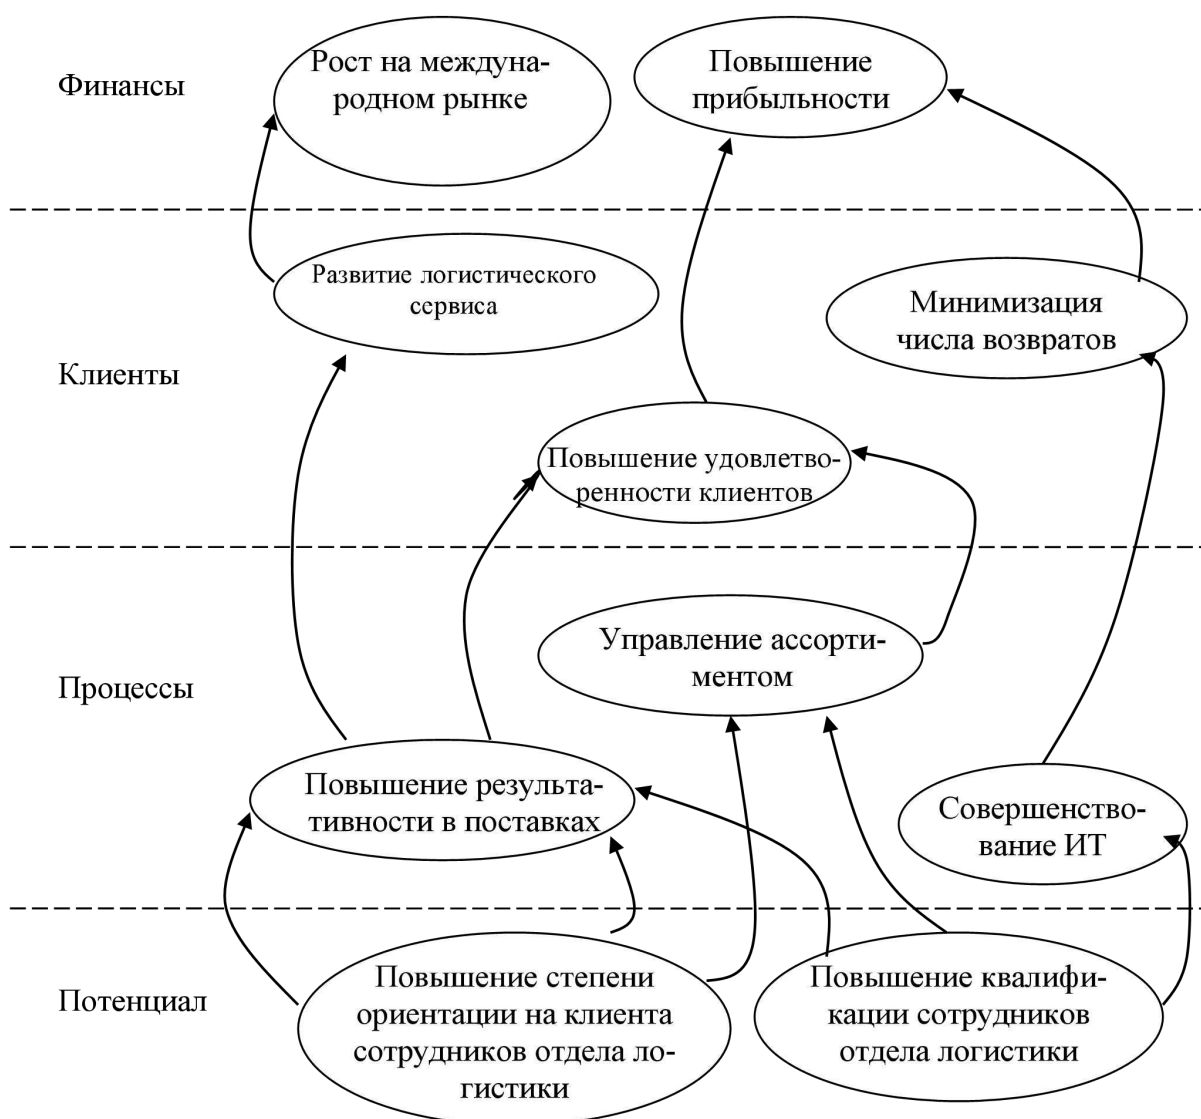 Финансы
Рост на междуна-
родном рынке
Повышение
прибыльности
Клиенты
Развитие логистического
сервиса
Минимизация
числа возвратов
Повышение удовлетво-
ренности клиентов
Процессы
Управление ассорти-
ментом
Повышение результа-
тивности в поставках
Совершенство-
вание ИТ
Потенциал
Повышение степени
ориентации на клиента
сотрудников отдела ло-
гистики
Повышение квалифи-
кации сотрудников
отдела логистики